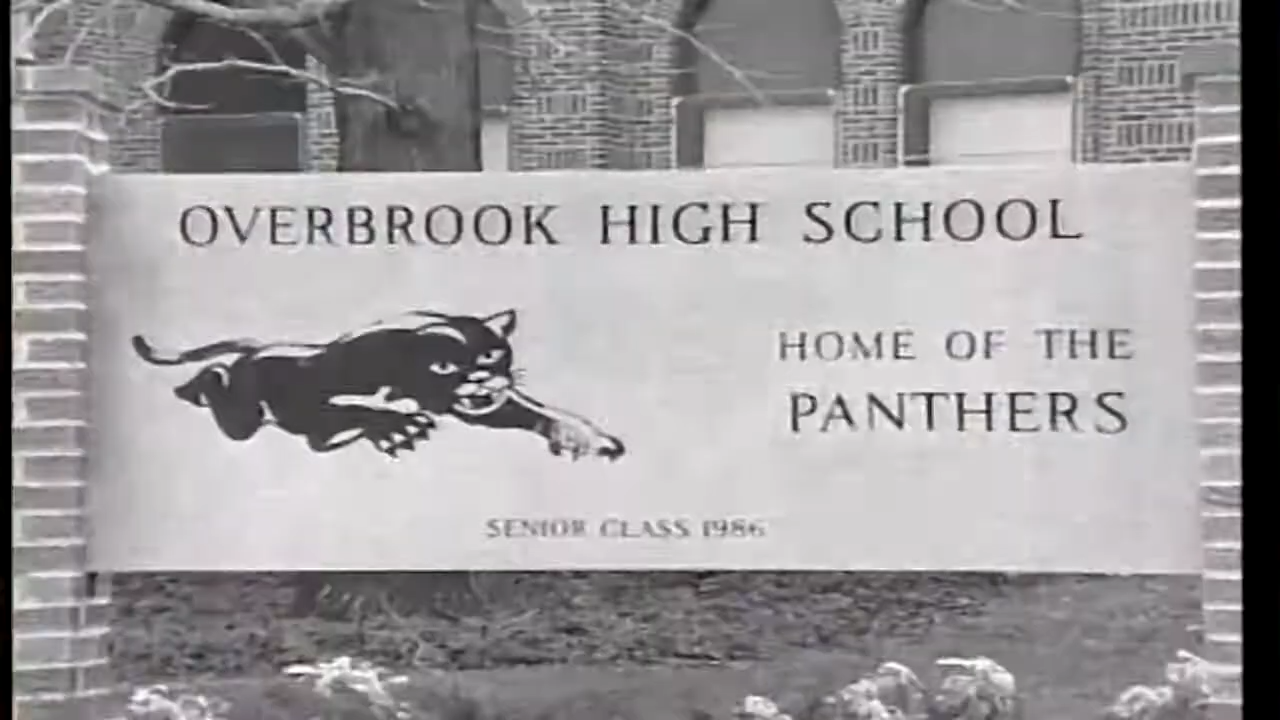 OVERBROOK HIGH SCHOOL
HOME OF THE
PANTHERS
SENIOR CLASS 1986